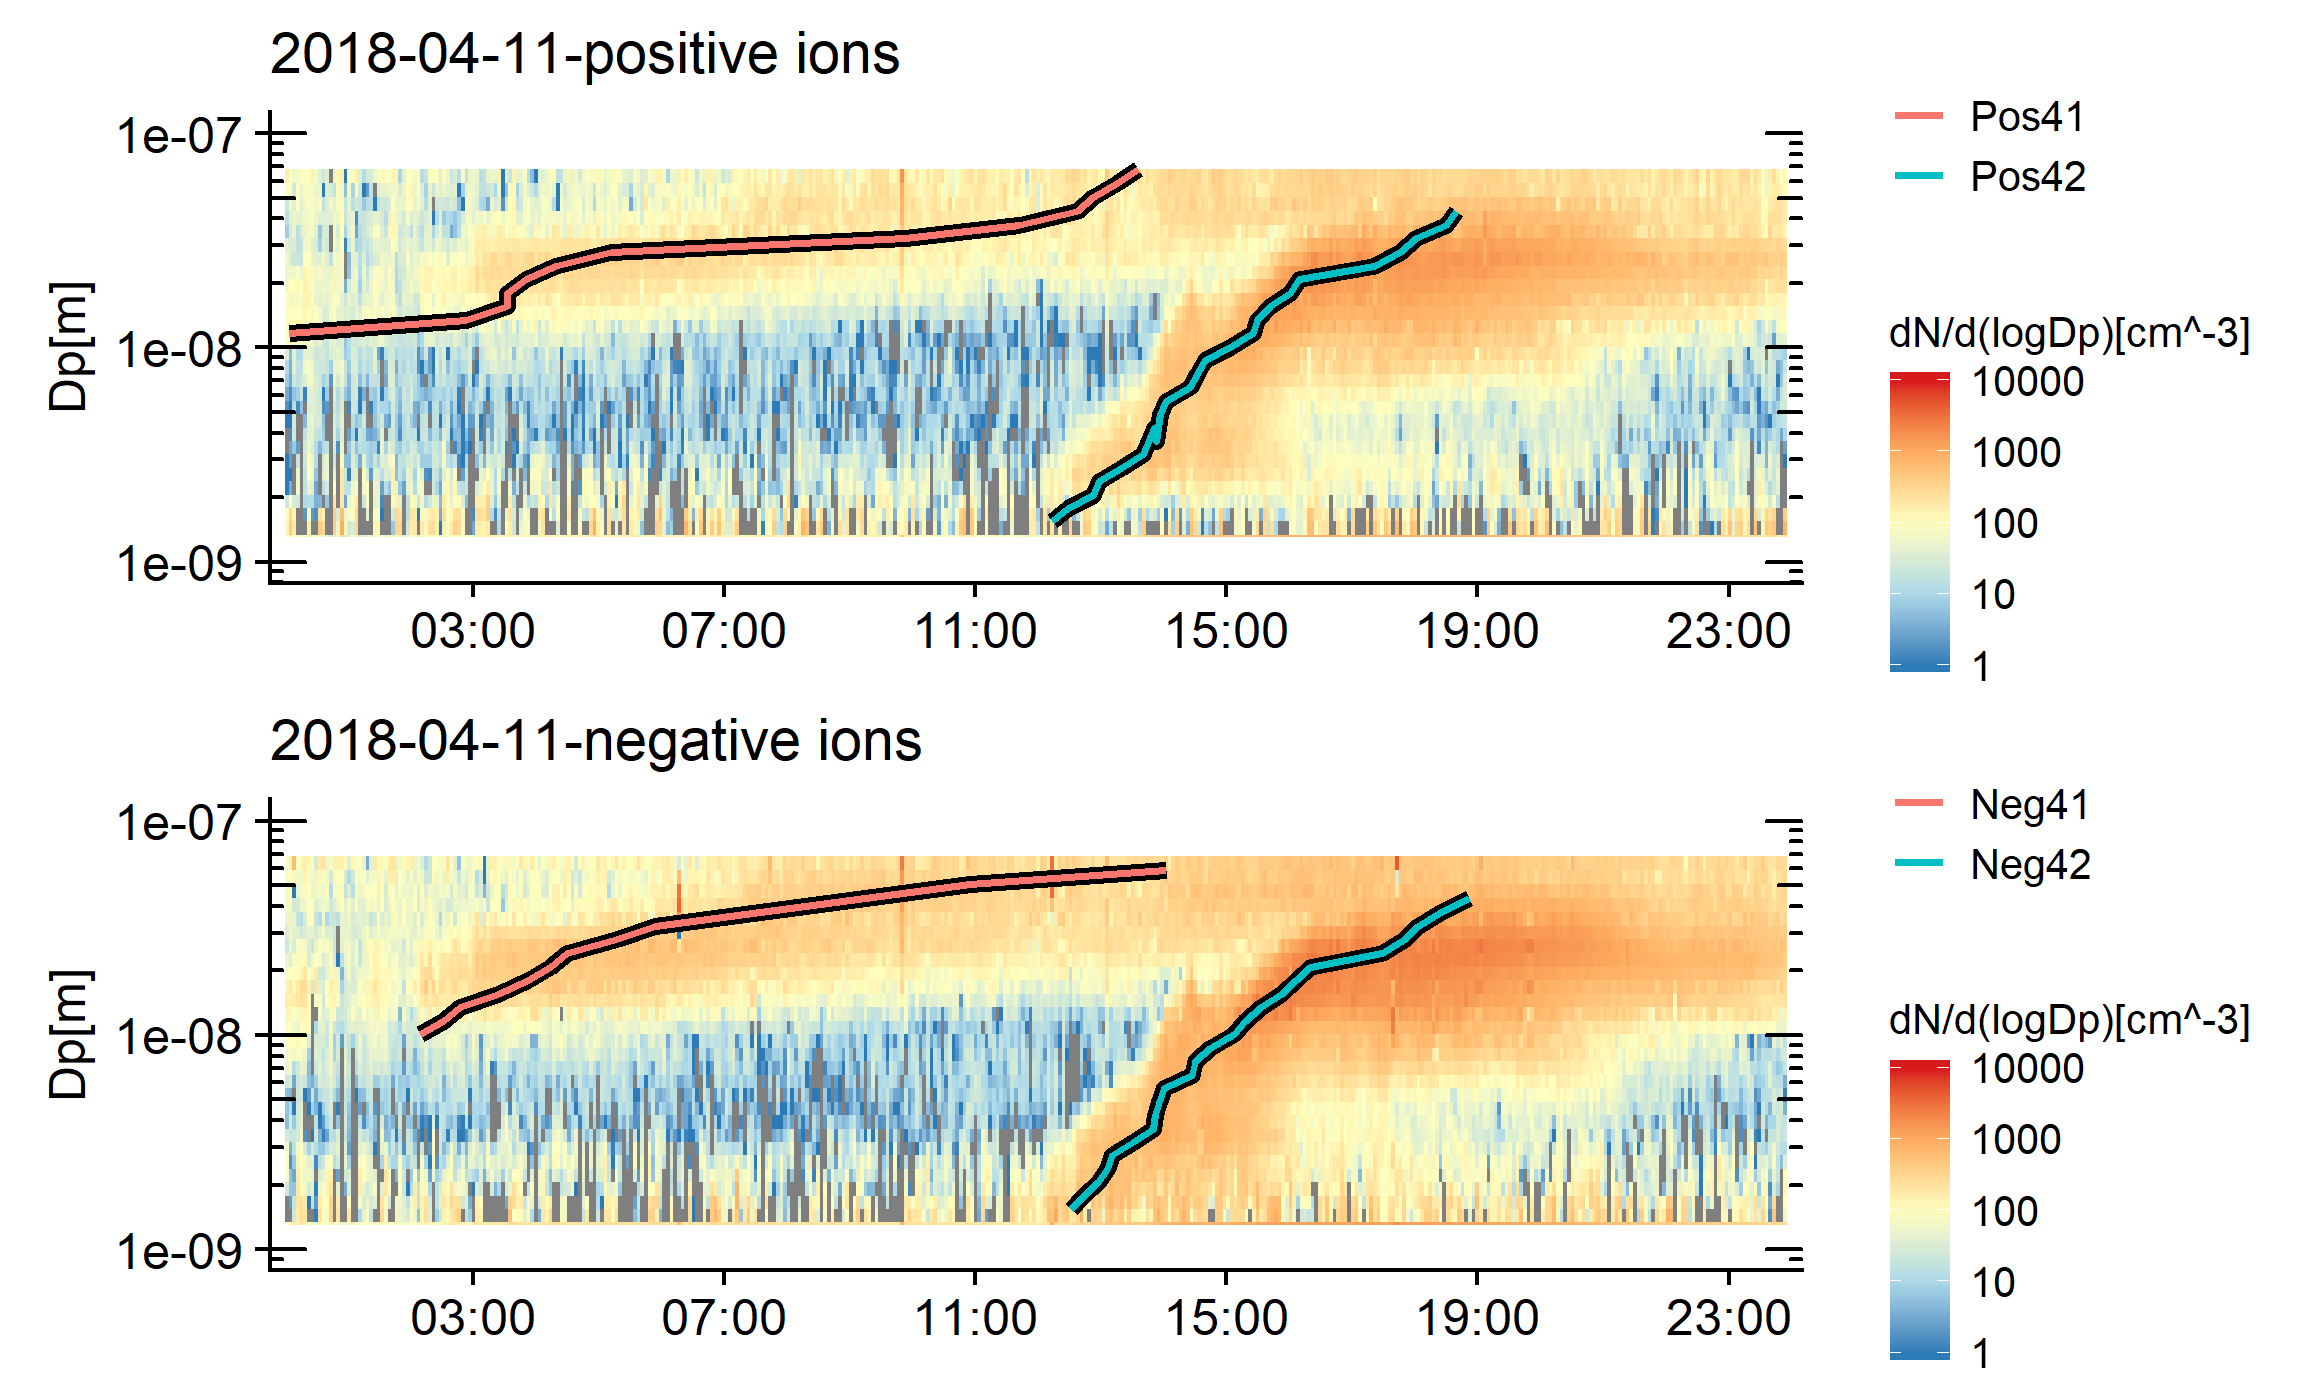 2018-04-11-positive ions
Dp[m]
1e-07
1e-08
1e-09
03:00 07:00 11:00 15:00 19:00 23:00
Pos41
Pos42
dN/d(logDp)[cm^-3]
10000
1000
100
10
1
2018-04-11-negative ions
Dp[m]
1e-07
1e-08
1e-09
03:00 07:00 11:00 15:00 19:00 23:00
Neg41
Neg42
dN/d(logDp)[cm^-3]
10000
1000
100
10
1